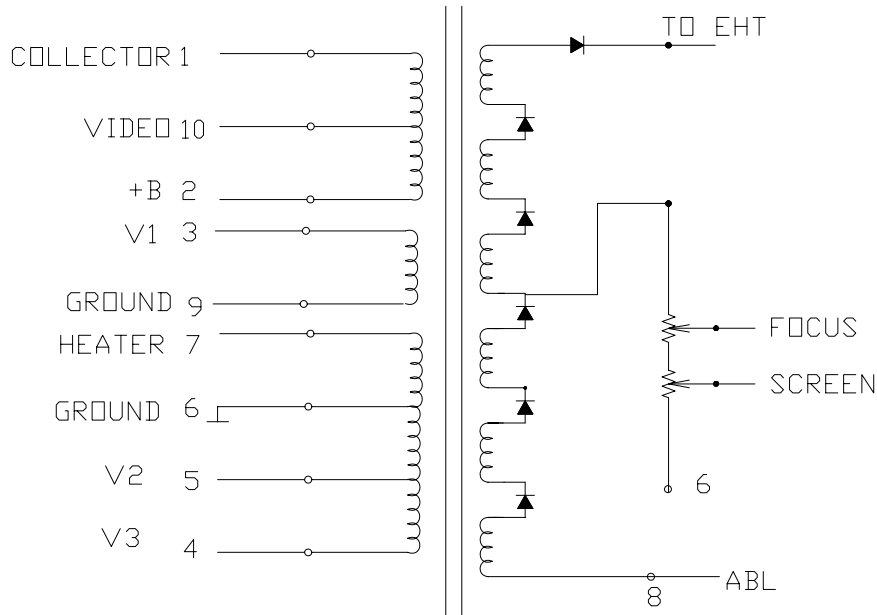 TO EHT
COLLECTOR 1
VIDEO 10
+B 2
V1 3
GROUND 9
HEATER 7
FOCUS
SCREEN
GROUND 6
V2 5
6
V3 4
ABL
8